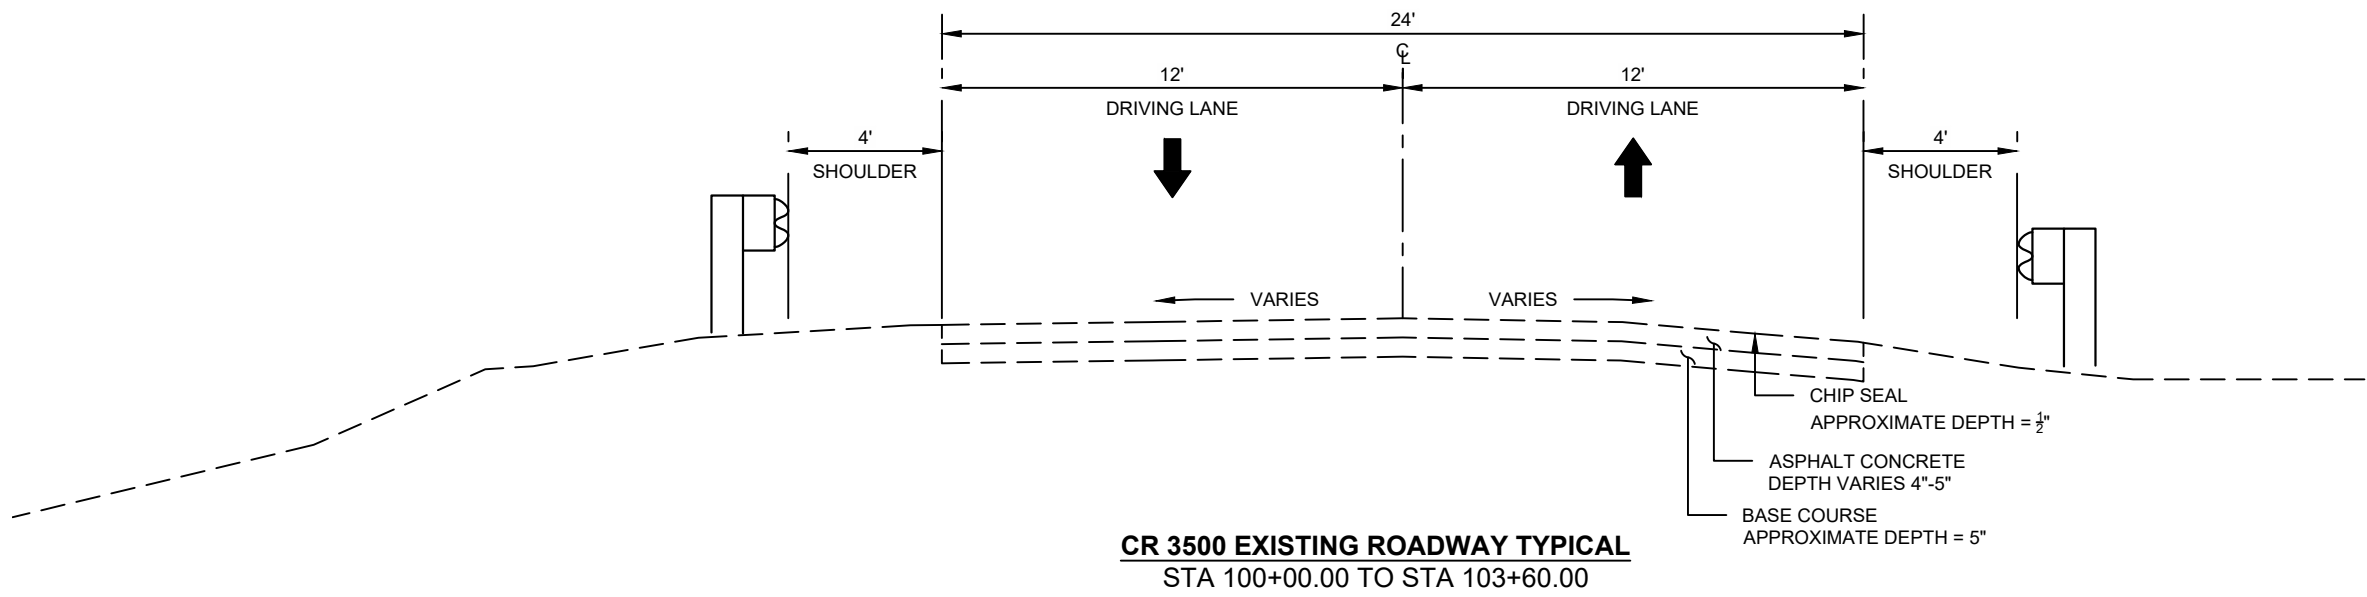 24'
℄
12'
12'
DRIVING LANE
DRIVING LANE
4'
4'
SHOULDER
SHOULDER
VARIES
VARIES
CHIP SEAL
APPROXIMATE DEPTH = ½"
ASPHALT CONCRETE
DEPTH VARIES 4"-5"
BASE COURSE
APPROXIMATE DEPTH = 5"
CR 3500 EXISTING ROADWAY TYPICAL
STA 100+00.00 TO STA 103+60.00